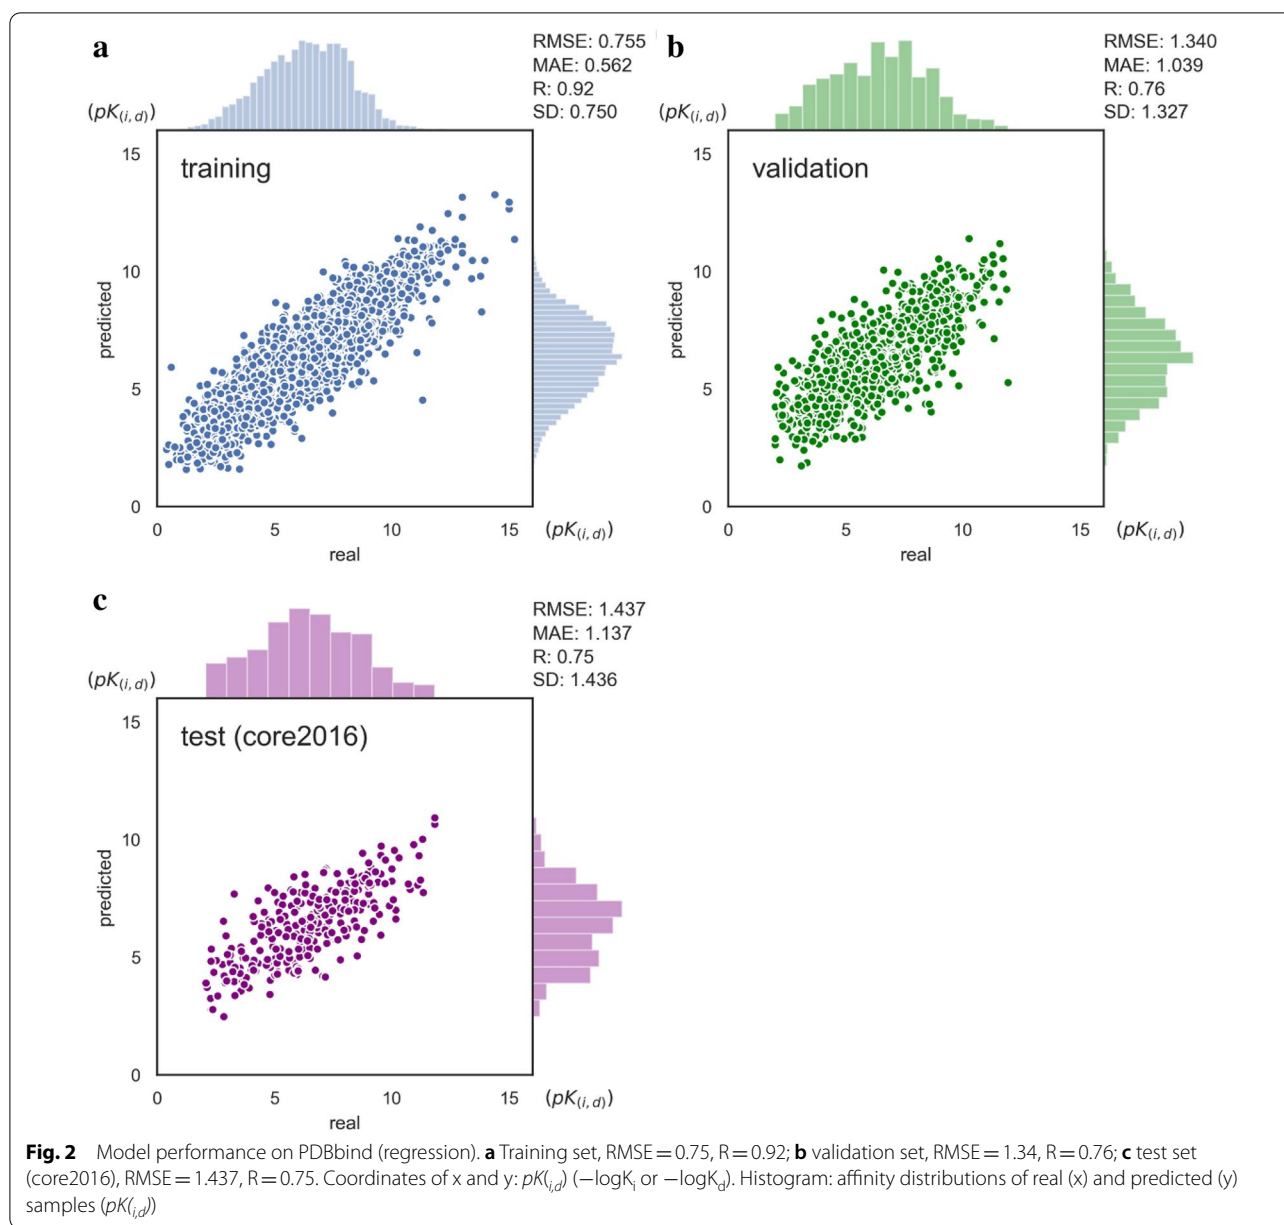 a
RMSE: 0.755
MAE: 0.562
R: 0.92
SD: 0.750
(pK(i, d))
training
15
10
5
0
predicted
0 5 10 15
real
(pK(i, d))
b
RMSE: 1.340
MAE: 1.039
R: 0.76
SD: 1.327
(pK(i, d))
validation
15
10
5
0
predicted
0 5 10 15
real
(pK(i, d))
c
RMSE: 1.437
MAE: 1.137
R: 0.75
SD: 1.436
(pK(i, d))
test (core2016)
15
10
5
0
predicted
0 5 10 15
real
(pK(i, d))
Fig. 2 Model performance on PDBbind (regression). a Training set, RMSE = 0.75, R = 0.92; b validation set, RMSE = 1.34, R = 0.76; c test set
(core2016), RMSE = 1.437, R = 0.75. Coordinates of x and y: pK(i,d) (−logKi or −logKd). Histogram: affinity distributions of real (x) and predicted (y)
samples (pK(i,d))